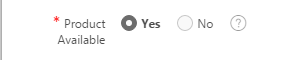 * Product Yes No ?
Available